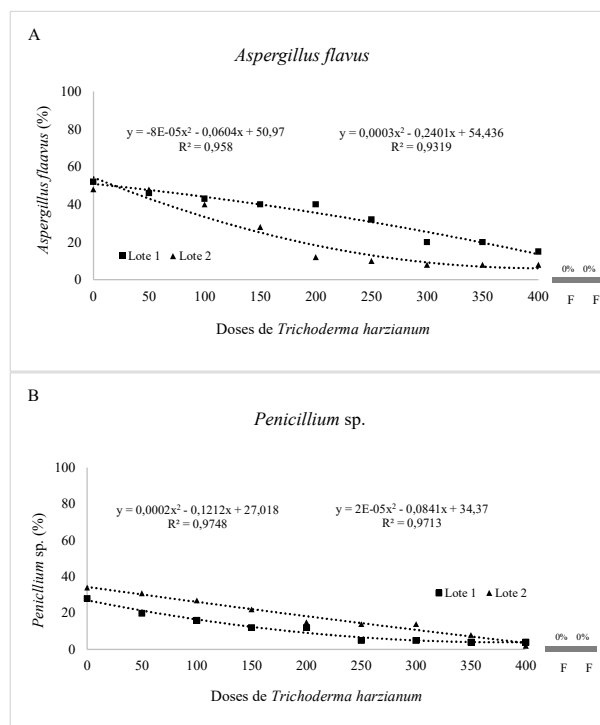 A
Aspergillus flavus
y = -8E-05x² - 0,0604x + 50,97
R² = 0,958
y = 0,0003x² - 0,2401x + 54,436
R² = 0,9319
Aspergillus flaavus (%)
100
80
60
40
20
0
Lote 1 Lote 2
0 50 100 150 200 250 300 350 400
0% 0%
F F
Doses de Trichoderma harzianum
B
Penicillium sp.
y = 0,0002x² - 0,1212x + 27,018
R² = 0,9748
y = 2E-05x² - 0,0841x + 34,37
R² = 0,9713
Penicllium sp. (%)
100
80
60
40
20
0
Lote 1 Lote 2
0 50 100 150 200 250 300 350 400
0% 0%
F F
Doses de Trichoderma harzianum